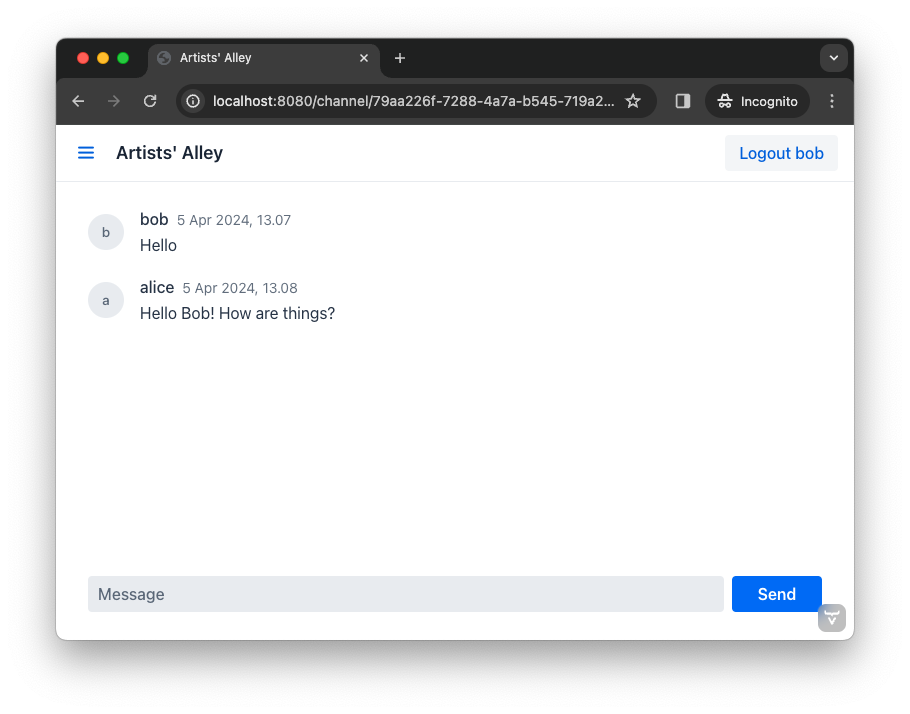 Artists' Alley
localhost:8080/channel/79aa226f-7288-4a7a-b545-719a2...
Incognito
Artists' Alley
Logout bob
b
bob 5 Apr 2024, 13.07
Hello
a
alice 5 Apr 2024, 13.08
Hello Bob! How are things?
Message
Send